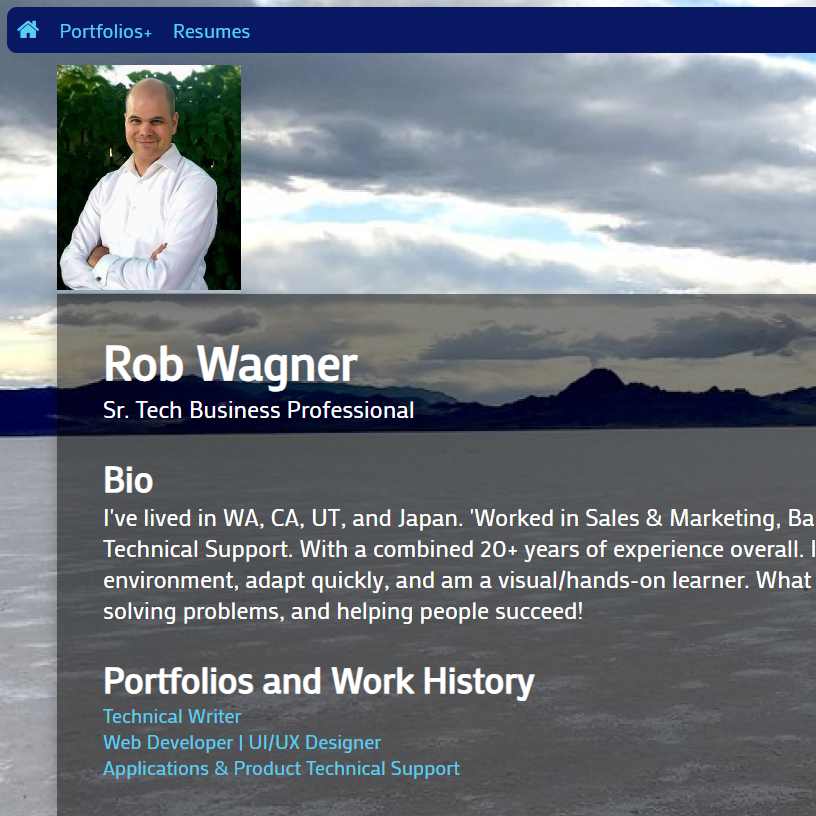 Portfolios+ Resumes
Rob Wagner
Sr. Tech Business Professional
Bio
I've lived in WA, CA, UT, and Japan. 'Worked in Sales & Marketing, Ba
Technical Support. With a combined 20+ years of experience overall. I
environment, adapt quickly, and am a visual/hands-on learner. What
solving problems, and helping people succeed!
Portfolios and Work History
Technical Writer
Web Developer | UI/UX Designer
Applications & Product Technical Support